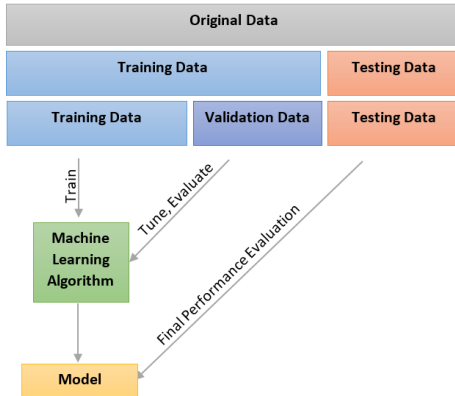 Original Data
Training Data
Testing Data
Training Data
Validation Data
Testing Data
Train
Tune, Evaluate
Final Performance Evaluation
Machine
Learning
Algorithm
Model